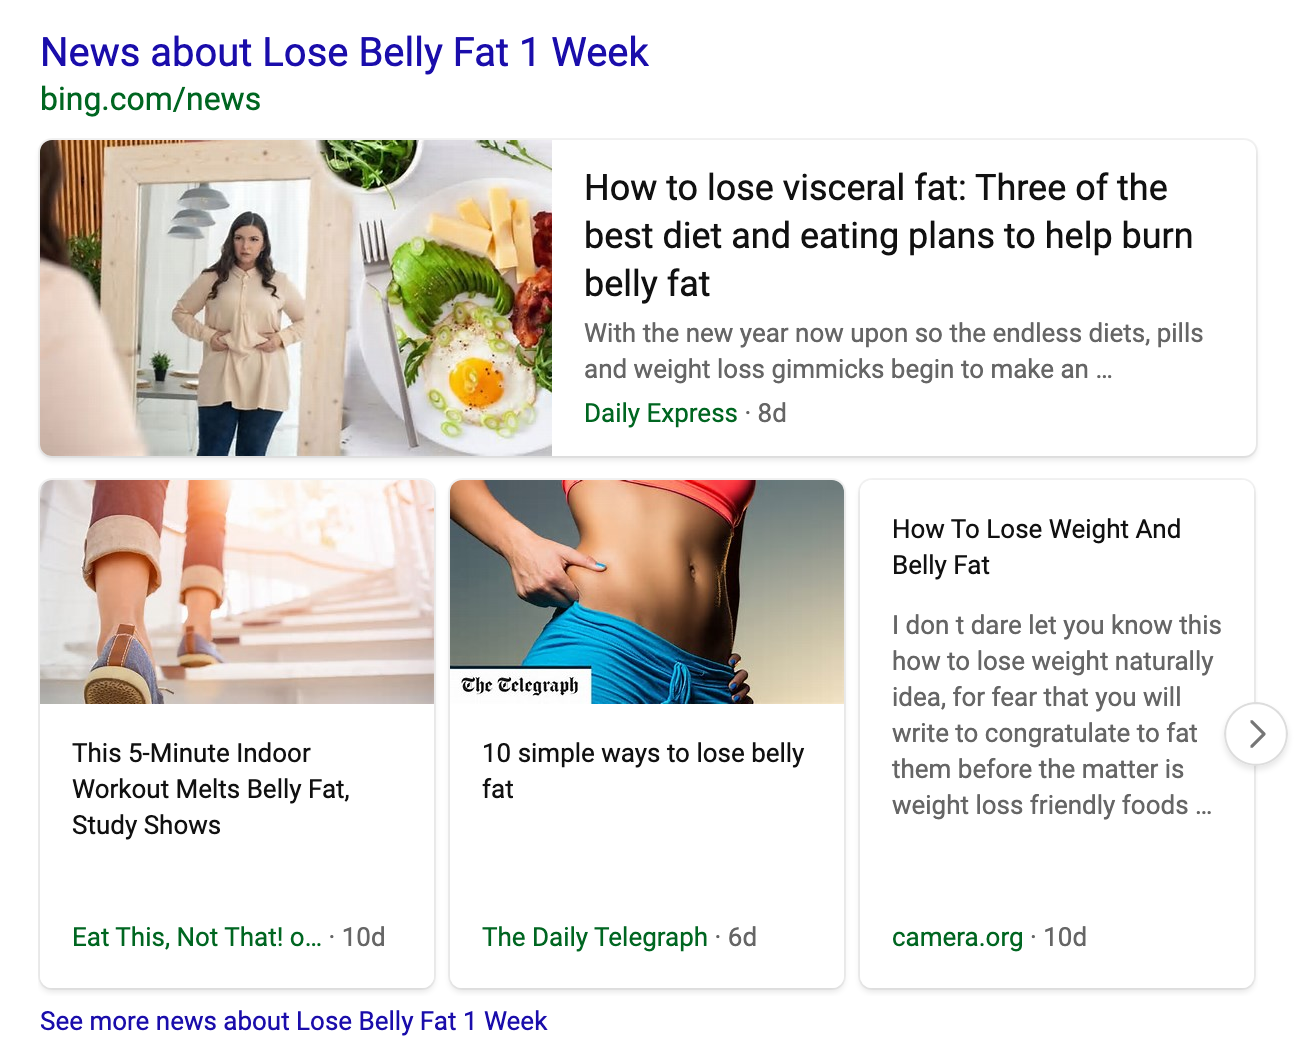 News about Lose Belly Fat 1 Week
bing.com/news
How to lose visceral fat: Three of the
best diet and eating plans to help burn
belly fat
With the new year now upon so the endless diets, pills
and weight loss gimmicks begin to make an ...
Daily Express · 8d
The Telegraph
This 5-Minute Indoor
Workout Melts Belly Fat,
Study Shows
Eat This, Not That! o... · 10d
10 simple ways to lose belly
fat
The Daily Telegraph · 6d
How To Lose Weight And
Belly Fat
I don t dare let you know this
how to lose weight naturally
idea, for fear that you will
write to congratulate to fat
them before the matter is
weight loss friendly foods ...
camera.org · 10d
See more news about Lose Belly Fat 1 Week